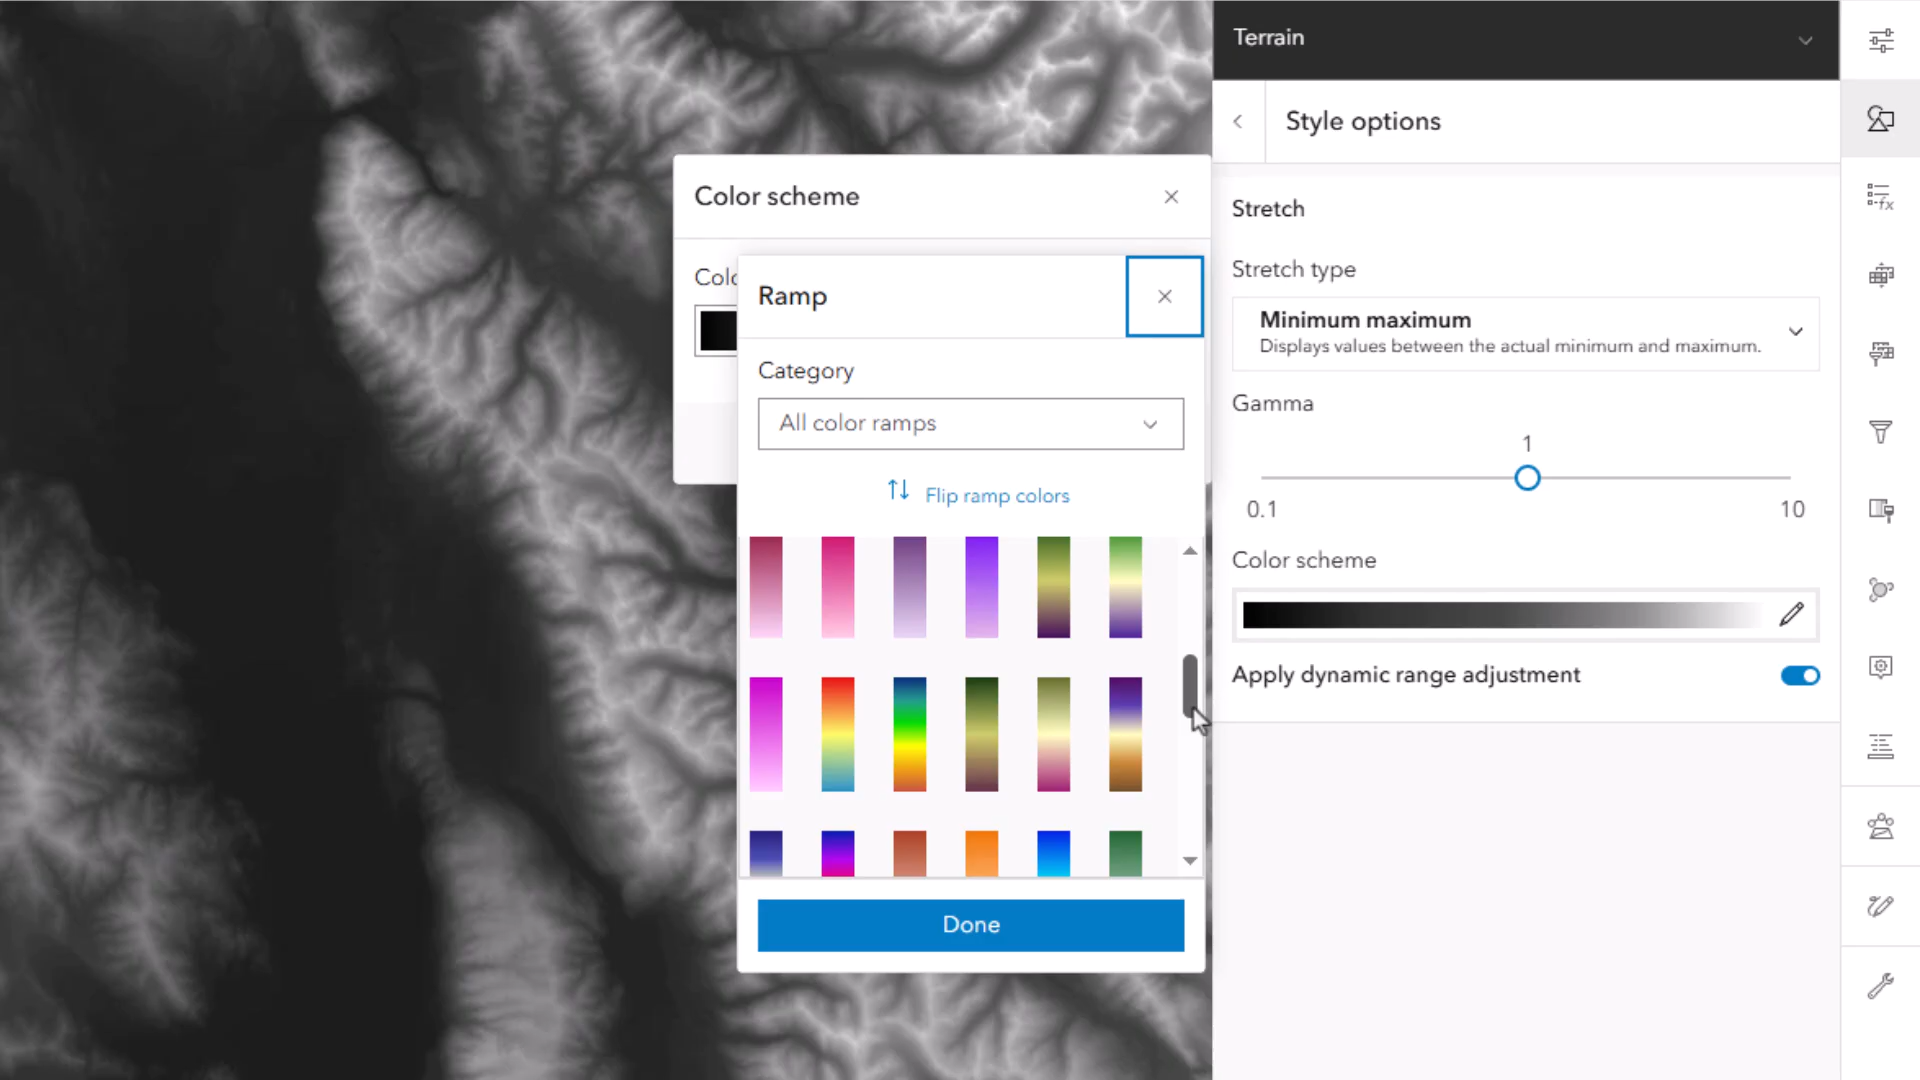 Terrain
Style options
Color scheme
Stretch
Stretch type
Minimum maximum
Displays values between the actual minimum and maximum.
Ramp
Category
All color ramps
Flip ramp colors
Gamma
1
0.1
10
Color scheme
Apply dynamic range adjustment
Done